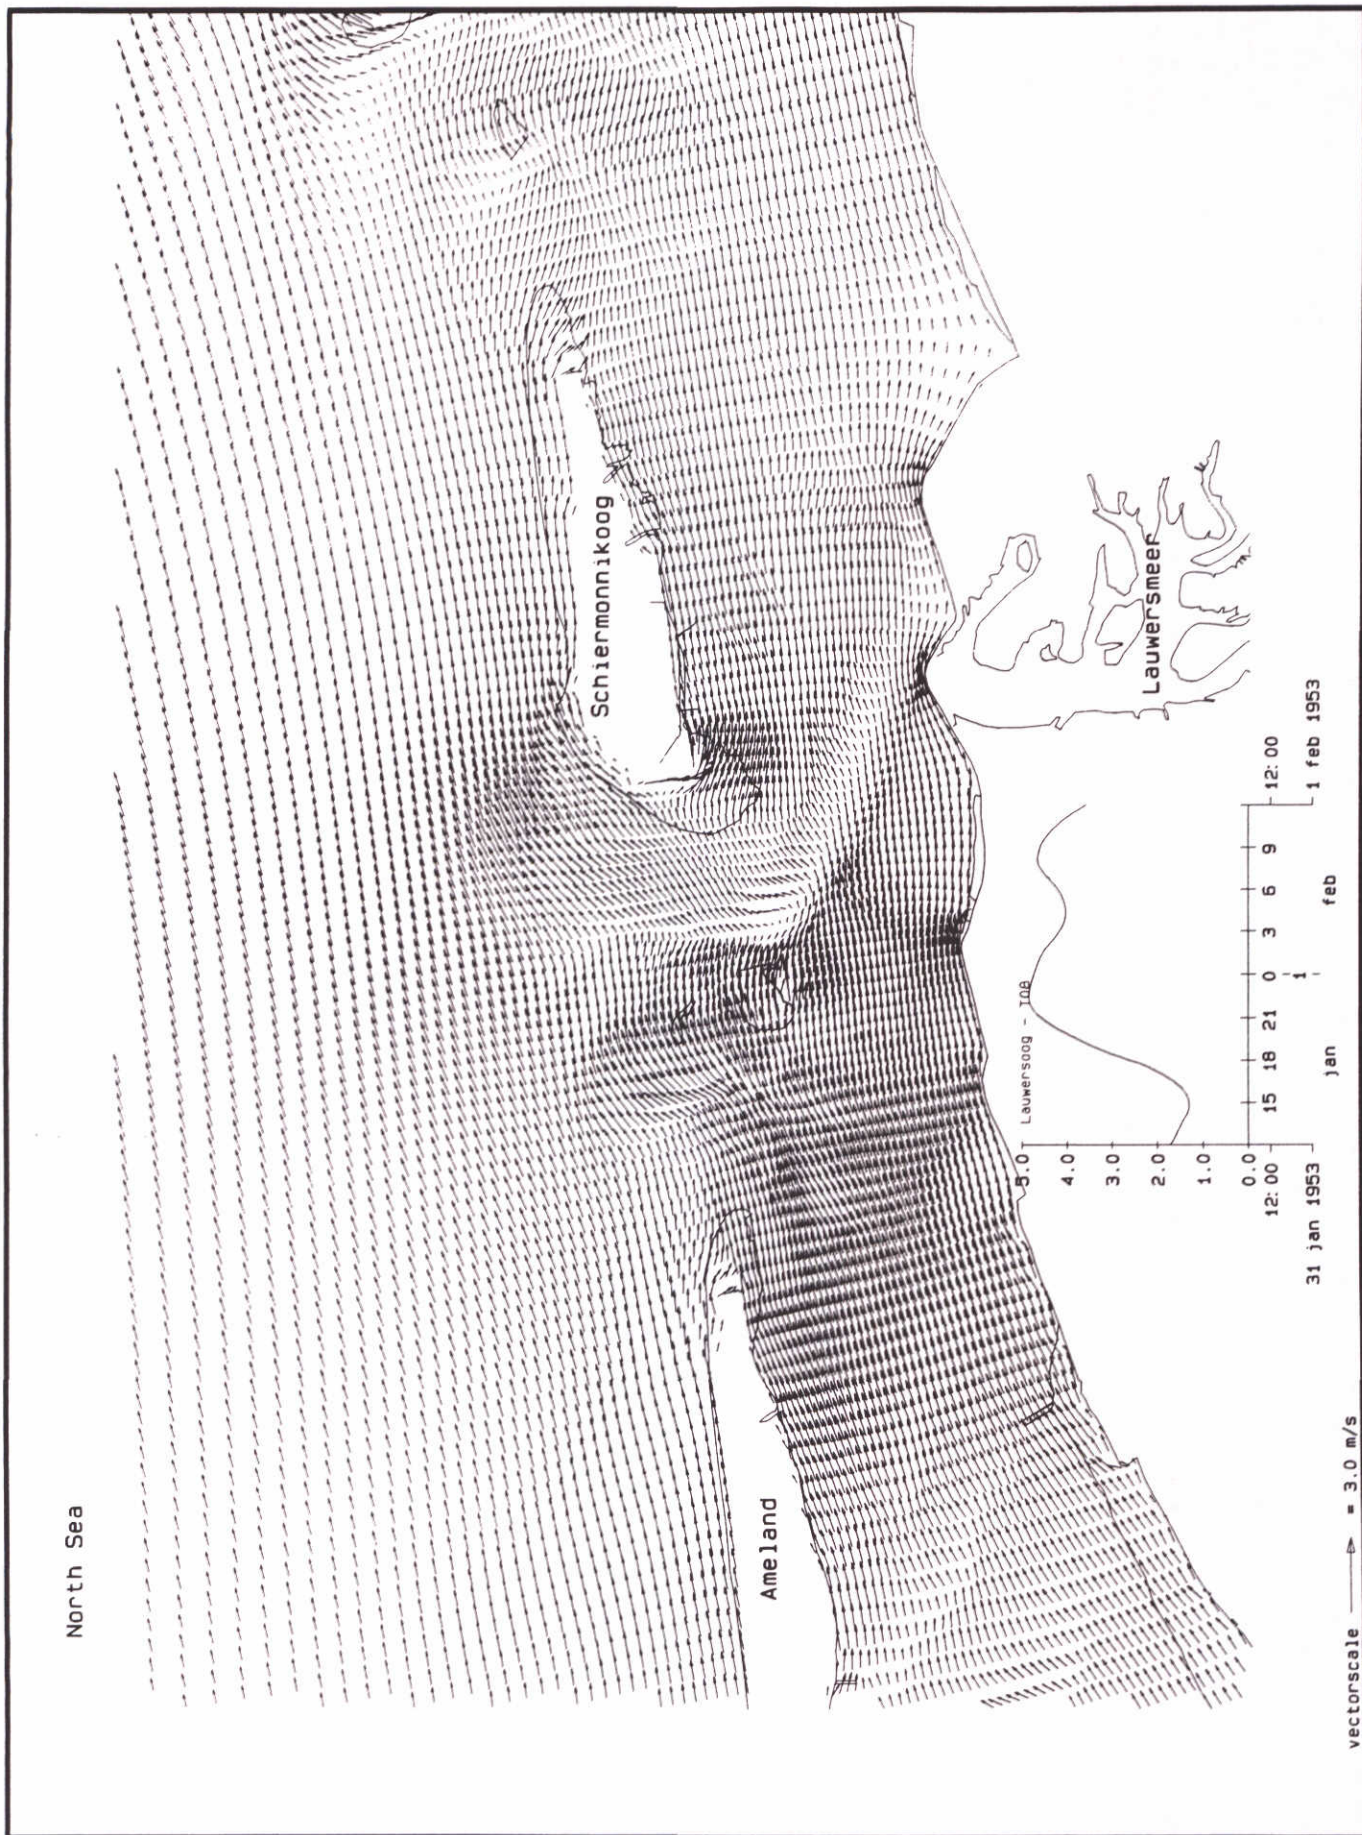 North Sea
Schiermonnikoog
Ameland
Lauwersmeer
Lauwersoog - TOB
5.0
4.0
3.0
2.0
1.0
0.0
12:00 15 18 21 0 3 6 9 12:00
1
31 jan 1953 jan feb 1 feb 1953
vectorscale = 3.0 m/s